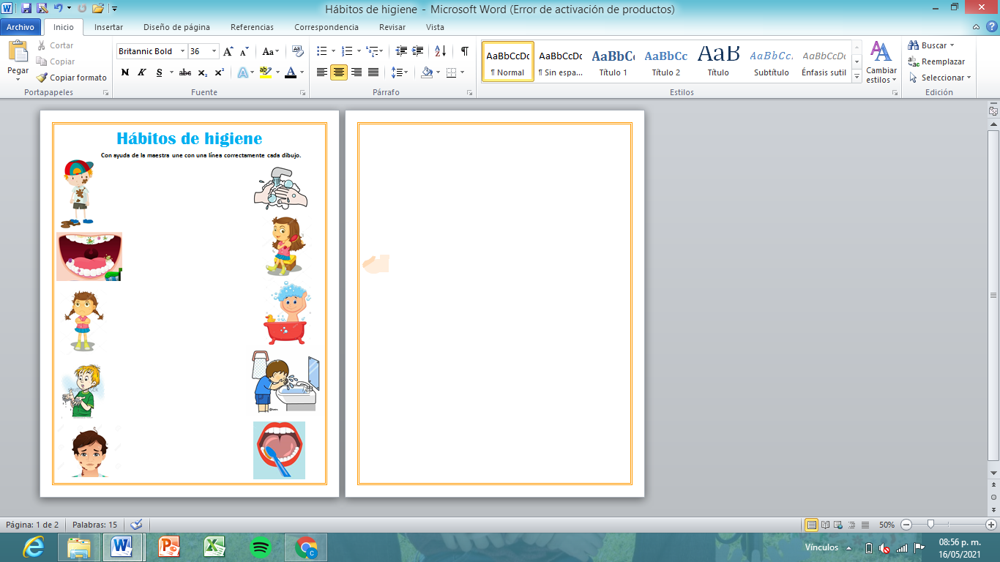 Hábitos de higiene - Microsoft Word (Error de activación de productos)
Archivo Inicio Insertar Diseño de página Referencias Correspondencia Revisar Vista
Pegar
Cortar
Copiar
Copiar formato
Portapapeles
Britannic Bold 36
N K S abc x₂ x²
Fuente
Párrafo
AaBbCcDc AaBbCcDc AaBbCc AaBbCc AaB AaBbCc. AaBbCcDc
¶ Normal ¶ Sin espa... Título 1 Título 2 Título Subtítulo Énfasis sutil
Cambiar estilos
Estilos
Buscar
Reemplazar
Seleccionar
Edición
Hábitos de higiene
Con ayuda de la maestra une con una línea correctamente cada dibujo.
Página: 1 de 2 Palabras: 15
50%
Vínculos
08:56 p. m.
16/05/2021